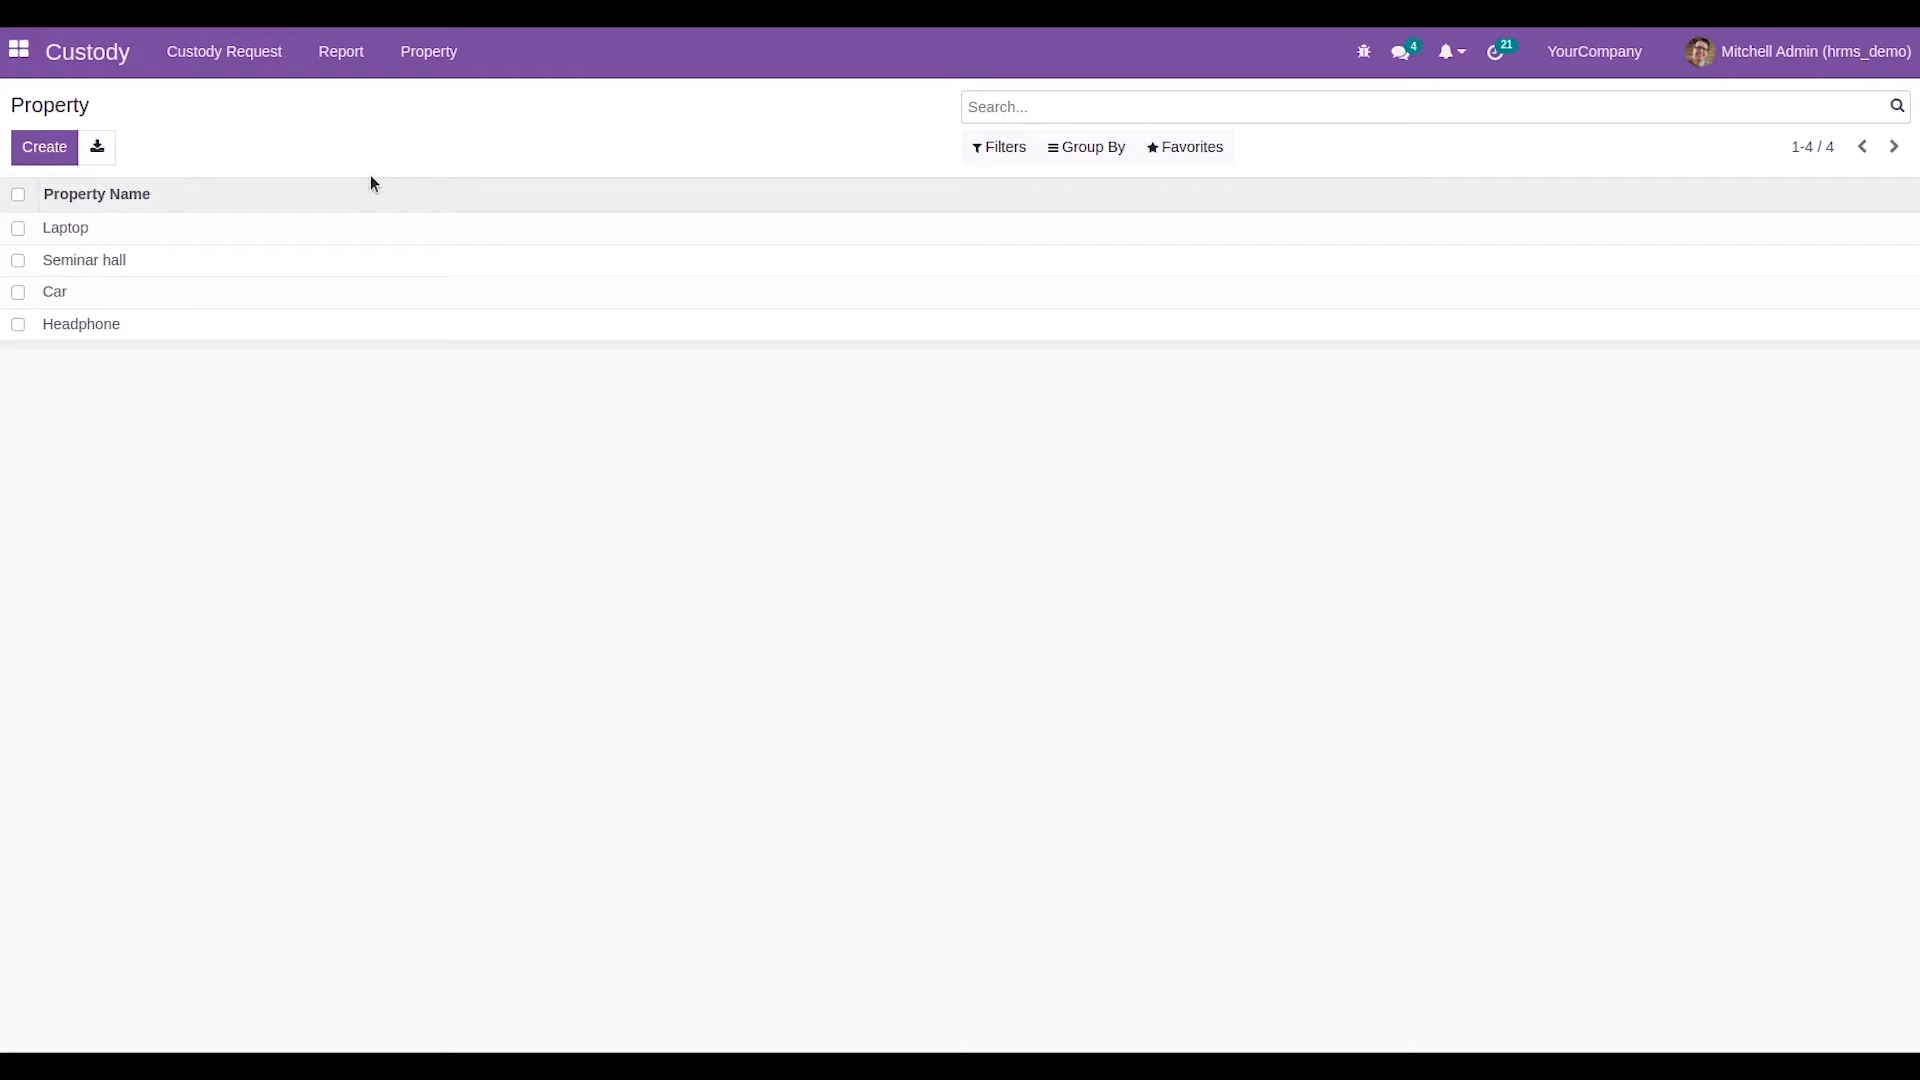 Custody Custody Request Report Property 4 21 YourCompany Mitchell Admin (hrms_demo)
Property
Search...
Create Filters Group By Favorites 1-4 / 4
Property Name
Laptop
Seminar hall
Car
Headphone